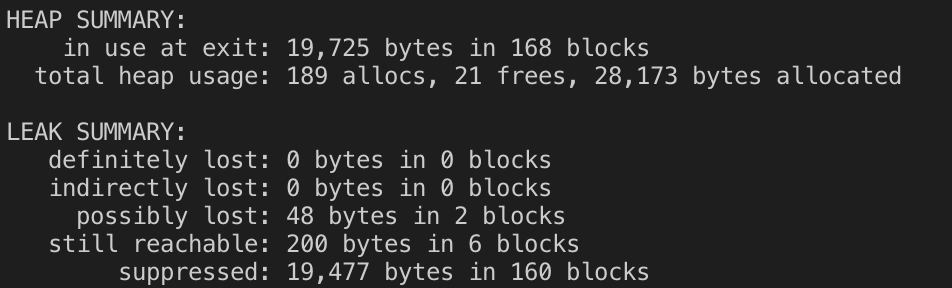 HEAP SUMMARY:
in use at exit: 19,725 bytes in 168 blocks
total heap usage: 189 allocs, 21 frees, 28,173 bytes allocated
LEAK SUMMARY:
definitely lost: 0 bytes in 0 blocks
indirectly lost: 0 bytes in 0 blocks
possibly lost: 48 bytes in 2 blocks
still reachable: 200 bytes in 6 blocks
suppressed: 19,477 bytes in 160 blocks